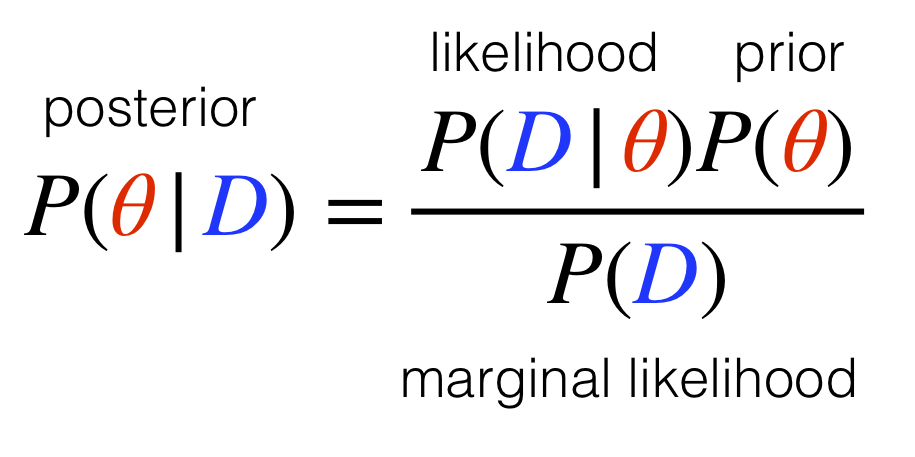 likelihood prior
posterior
P(D|θ)P(θ)
P(θ|D) =
P(D)
marginal likelihood